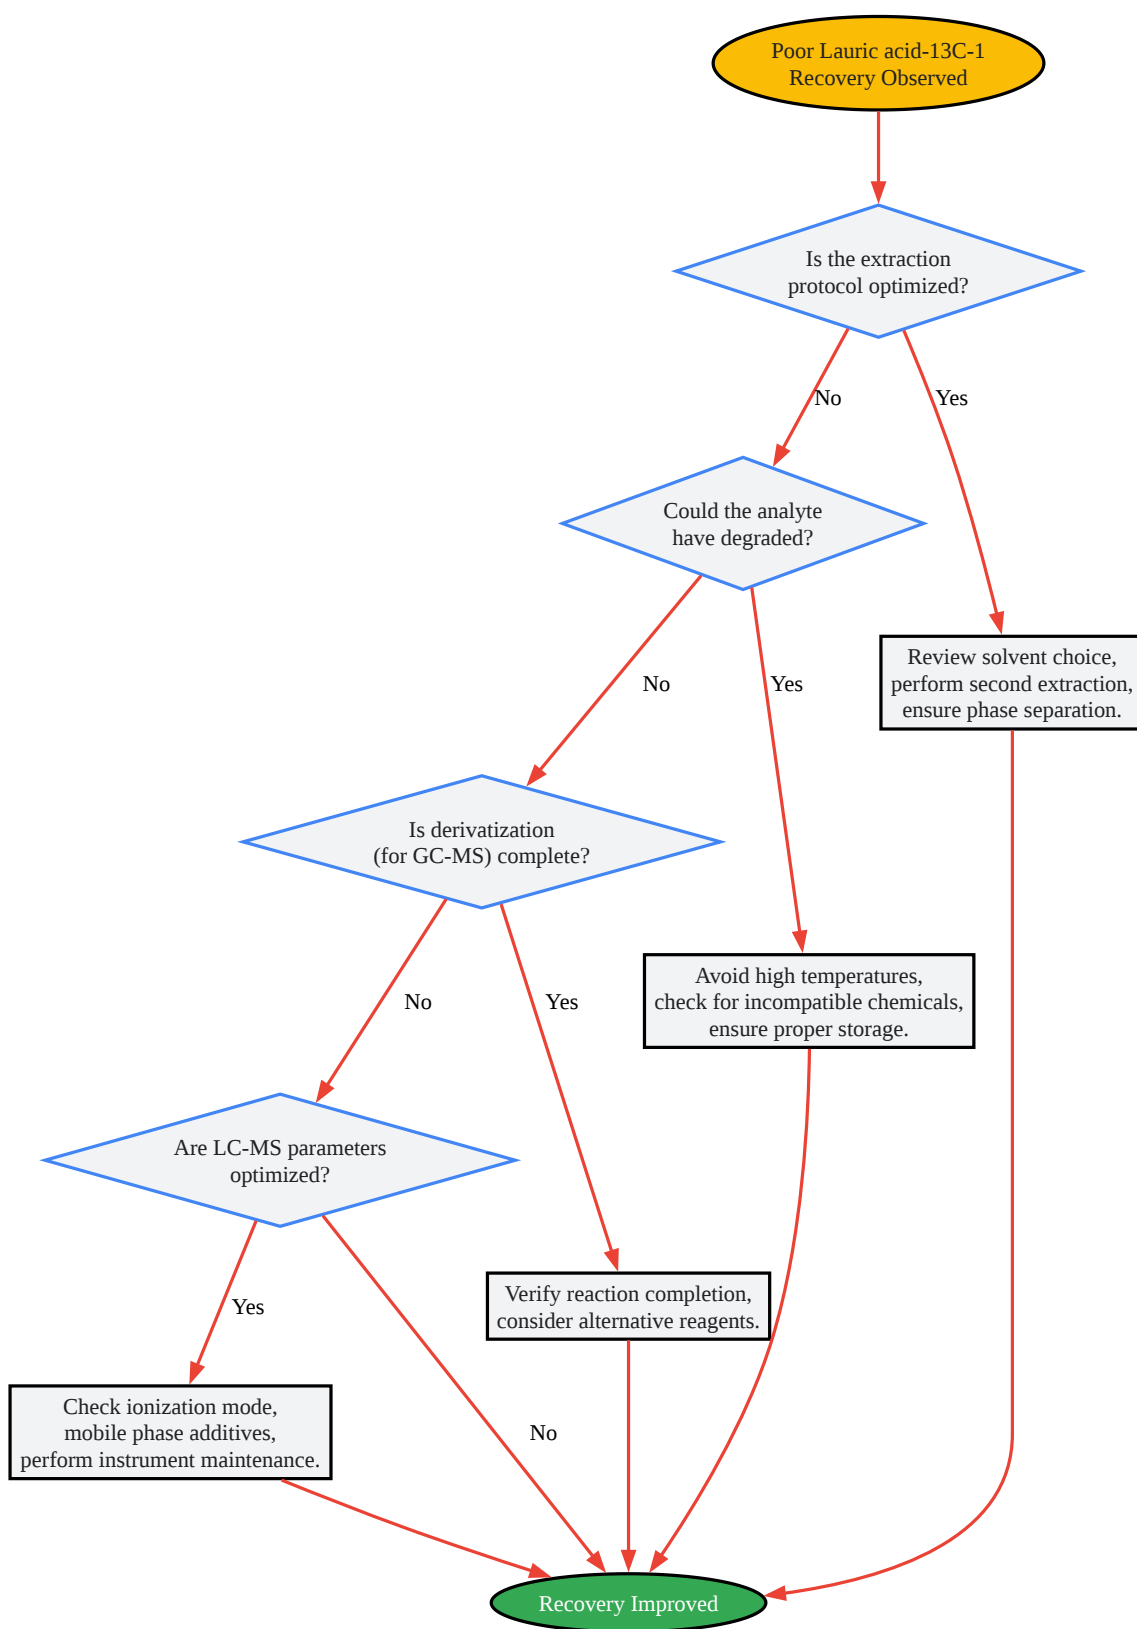 Poor Lauric acid-13C-1
Recovery Observed
Is the extraction
protocol optimized?
No
Yes
Could the analyte
have degraded?
No
Yes
Review solvent choice,
perform second extraction,
ensure phase separation.
Is derivatization
(for GC-MS) complete?
No
Yes
Avoid high temperatures,
check for incompatible chemicals,
ensure proper storage.
Are LC-MS parameters
optimized?
Yes
No
Verify reaction completion,
consider alternative reagents.
Check ionization mode,
mobile phase additives,
perform instrument maintenance.
Recovery Improved